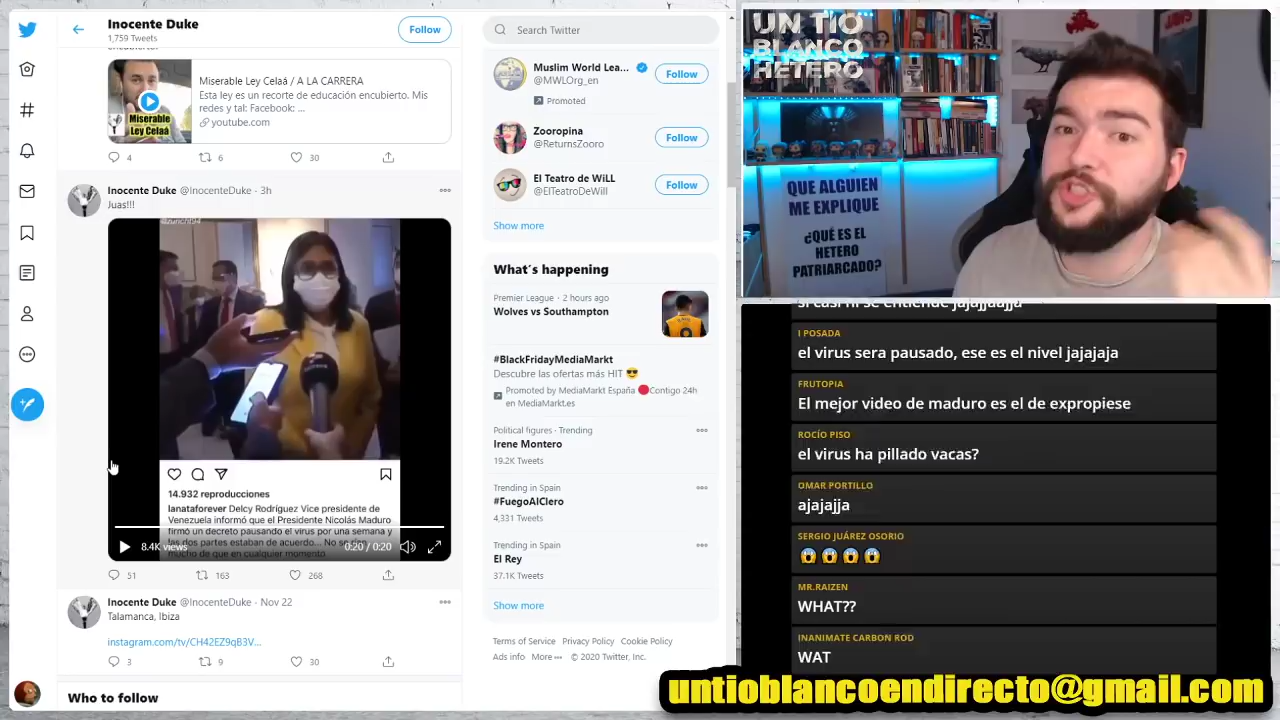 Inocente Duke
1,759 Tweets
Follow
Miserable Ley Celaá / A LA CARRERA
Esta ley es un recorte de educación encubierto. Mis
redes y tal: Facebook: ...
youtube.com
Miserable
Ley Celaá
4
6
30
Inocente Duke @InocenteDuke · 3h
Juas!!!
14.932 reproducciones
lanataforever Delcy Rodríguez Vice presidente de
Venezuela informó que el Presidente Nicolás Maduro
firmó un decreto pausando el virus por una semana y
las dos partes estaban de acuerdo... No se
mucho de que en cualquier momento
8.4K views
0:20 / 0:20
51
163
268
Inocente Duke @InocenteDuke · Nov 22
Talamanca, Ibiza
instagram.com/tv/CH42EZ9qB3V...
3
9
30
Who to follow
Search Twitter
Muslim World Lea...
@MWLOrg_en
Promoted
Follow
Zooropina
@ReturnsZooro
Follow
El Teatro de WiLL
@ElTeatroDeWill
Follow
Show more
What's happening
Premier League · 2 hours ago
Wolves vs Southampton
#BlackFridayMediaMarkt
Descubre las ofertas más HIT 😎
Promoted by MediaMarkt España 🔴Contigo 24h
en MediaMarkt.es
Political figures · Trending
Irene Montero
19.2K Tweets
Trending in Spain
#FuegoAlClero
4,331 Tweets
Trending in Spain
El Rey
37.1K Tweets
Show more
Terms of Service Privacy Policy Cookie Policy
Ads info More ··· © 2020 Twitter, Inc.
UN TIO
BLANCO
HETERO
QUE ALGUIEN
ME EXPLIQUE
¿QUÉ ES EL
HETERO
PATRIARCADO?
si casi ni se entiende jajajjaajja
I POSADA
el virus sera pausado, ese es el nivel jajajaja
FRUTOPIA
El mejor video de maduro es el de expropiese
ROCÍO PISO
el virus ha pillado vacas?
OMAR PORTILLO
ajajajja
SERGIO JUÁREZ OSORIO
😱 😱 😱 😱
MR.RAIZEN
WHAT??
INANIMATE CARBON ROD
WAT
untioblancoendirecto@gmail.com